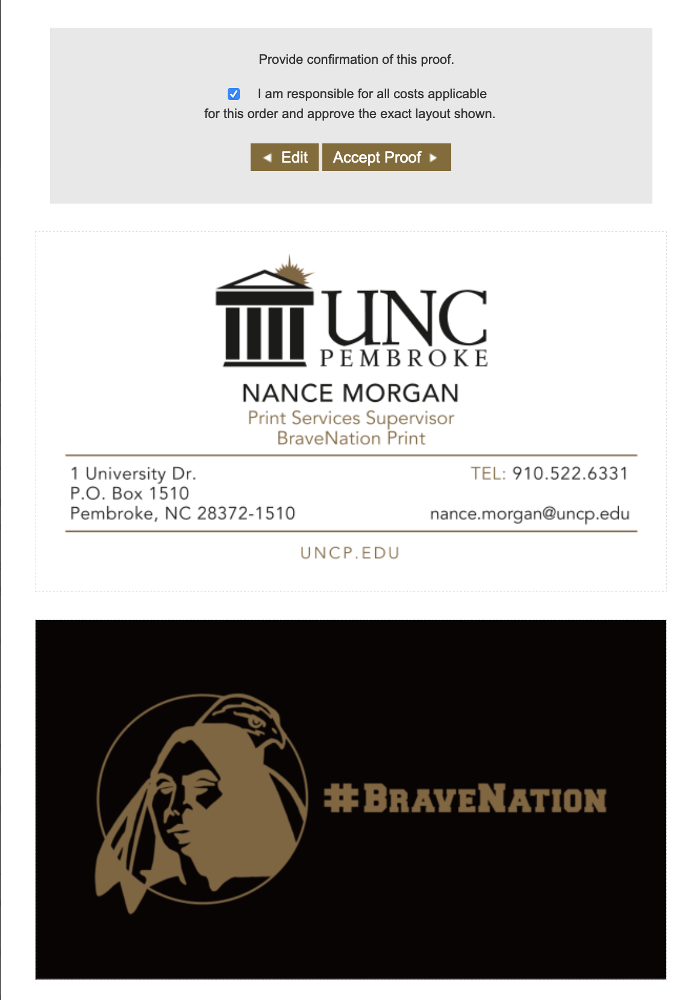 Provide confirmation of this proof.
I am responsible for all costs applicable
for this order and approve the exact layout shown.
Edit
Accept Proof
UNC
PEMBROKE
NANCE MORGAN
Print Services Supervisor
BraveNation Print
1 University Dr.
P.O. Box 1510
Pembroke, NC 28372-1510
TEL: 910.522.6331
nance.morgan@uncp.edu
UNCP.EDU
#BRAVENATION